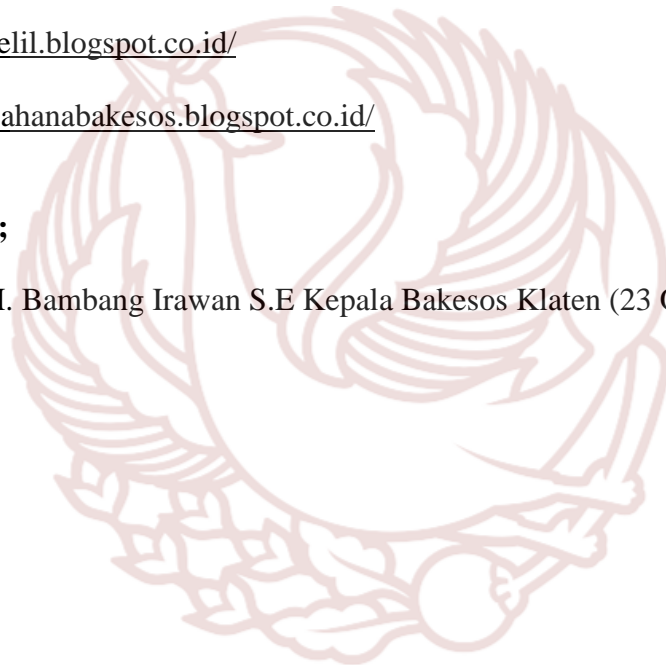 elil.blogspot.co.id/
ahanabakesos.blogspot.co.id/
;
I. Bambang Irawan S.E Kepala Bakesos Klaten (23